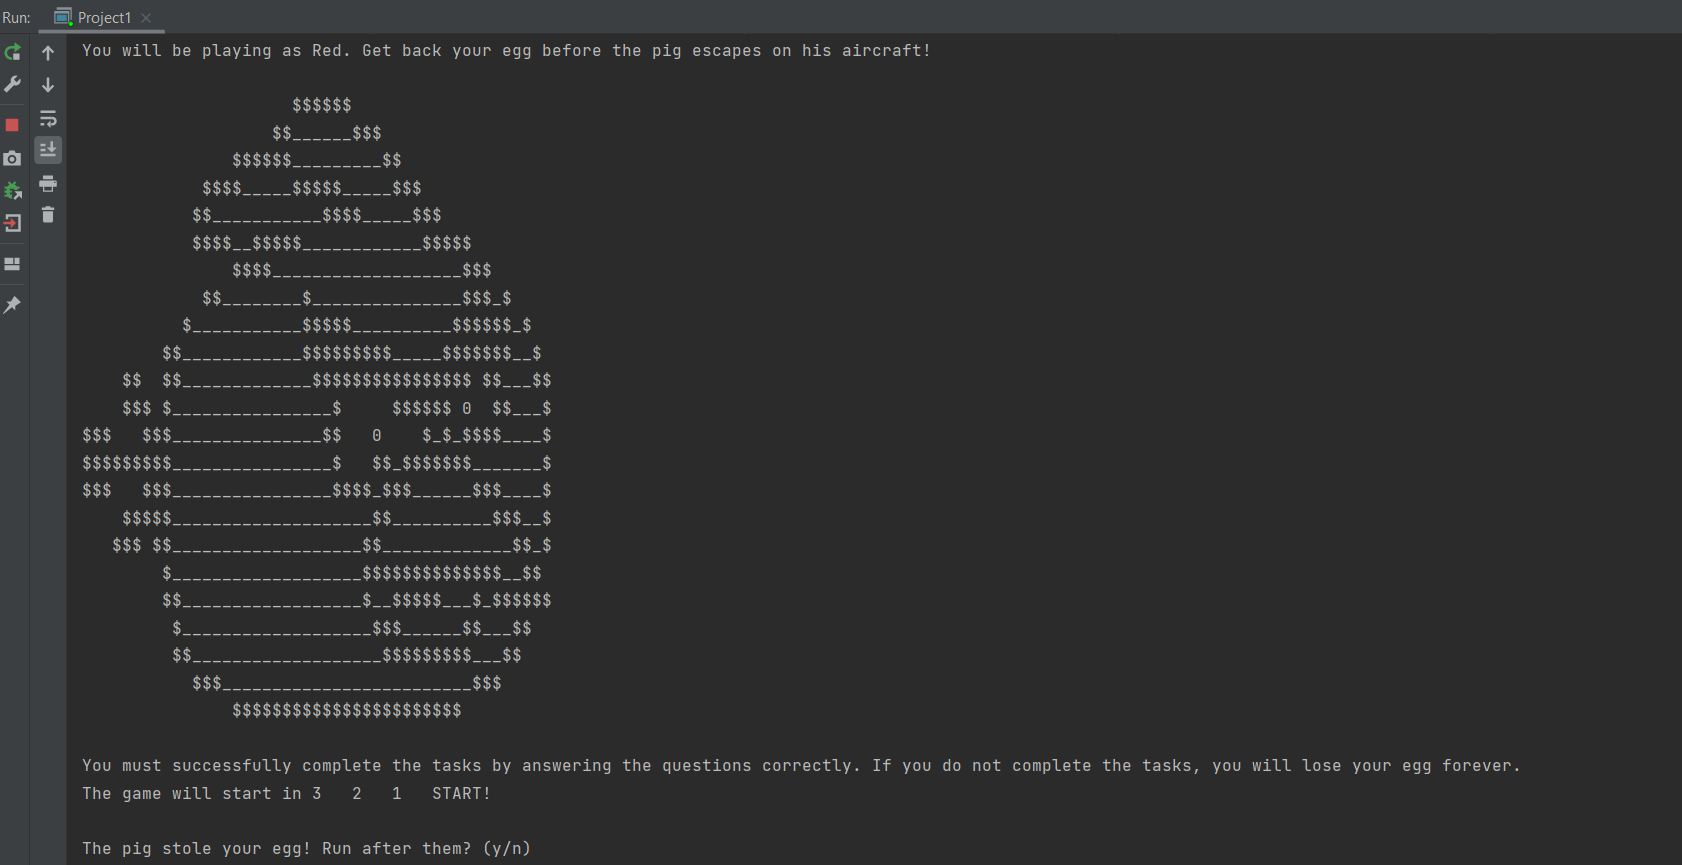 Run: Project1
You will be playing as Red. Get back your egg before the pig escapes on his aircraft!
                     $$$$$$
                   $$______$$$
               $$$$$$_________$$
            $$$$_____$$$$$_____$$$
           $$___________$$$$_____$$$
           $$$$__$$$$$____________$$$$$
               $$$$___________________$$$
            $$________$_______________$$$_$
          $___________$$$$$__________$$$$$$_$
        $$____________$$$$$$$$$_____$$$$$$$__$
    $$  $$_____________$$$$$$$$$$$$$$$$ $$___$$
    $$$ $________________$     $$$$$$ 0  $$___$
$$$   $$$_______________$$   0    $_$_$$$$____$
$$$$$$$$$________________$   $$_$$$$$$$_______$
$$$   $$$________________$$$$_$$$______$$$____$
    $$$$$____________________$$__________$$$__$
   $$$ $$___________________$$_____________$$_$
        $___________________$$$$$$$$$$$$$$__$$
        $$__________________$__$$$$$___$_$$$$$$
         $___________________$$$______$$___$$
         $$___________________$$$$$$$$$___$$
           $$$_________________________$$$
               $$$$$$$$$$$$$$$$$$$$$$$
You must successfully complete the tasks by answering the questions correctly. If you do not complete the tasks, you will lose your egg forever.
The game will start in 3   2   1   START!
The pig stole your egg! Run after them? (y/n)